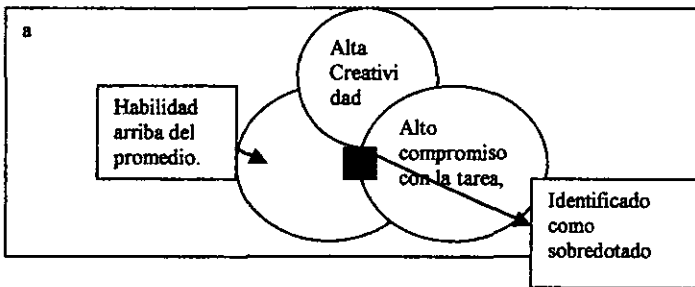 a
Alta
Creativi
dad
Habilidad
arriba del
promedio.
Alto
compromiso
con la tarea,
Identificado
como
sobredotado